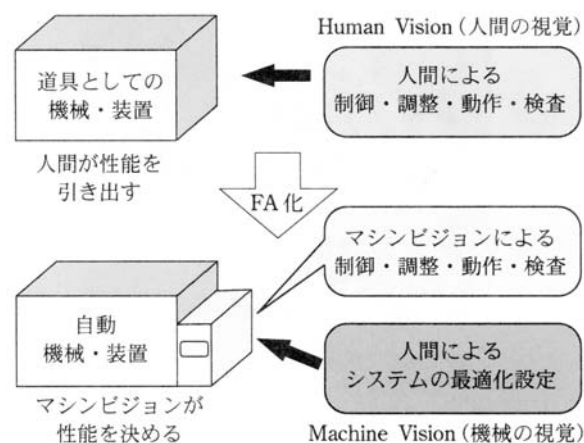 Human Vision (人間の視覚)
道具としての
機械・装置
人間による
制御・調整・動作・検査
人間が性能を
引き出す
FA化
マシンビジョンによる
制御・調整・動作・検査
自動
機械・装置
人間による
システムの最適化設定
マシンビジョンが
性能を決める
Machine Vision (機械の視覚)